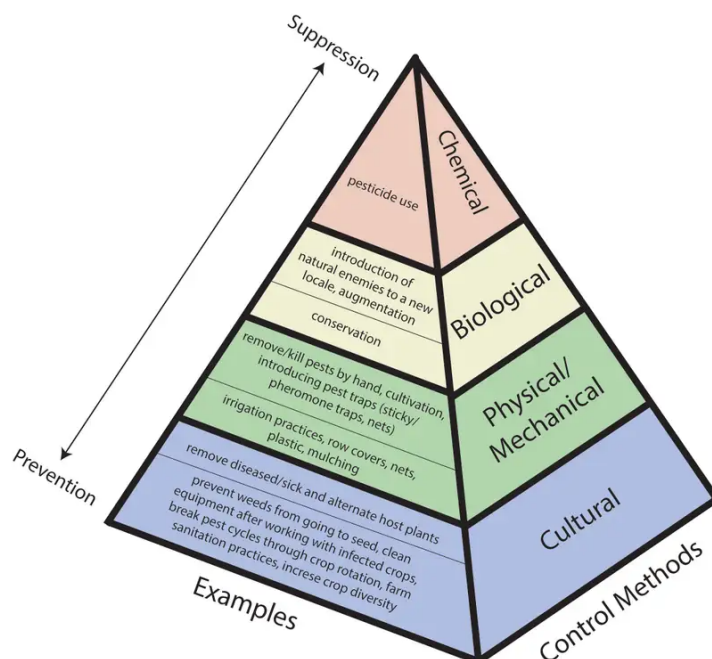 Suppression
Prevention
pesticide use
Chemical
introduction of
natural enemies to a new
locale, augmentation
conservation
Biological
remove/kill pests by hand, cultivation,
introducing pest traps (sticky/
pheromone traps, nets)
irrigation practices, row covers, nets,
plastic, mulching
Physical/
Mechanical
remove diseased/sick and alternate host plants
prevent weeds from going to seed, clean
equipment after working with infected crops,
break pest cycles through crop rotation, farm
sanitation practices, increse crop diversity
Cultural
Examples
Control Methods